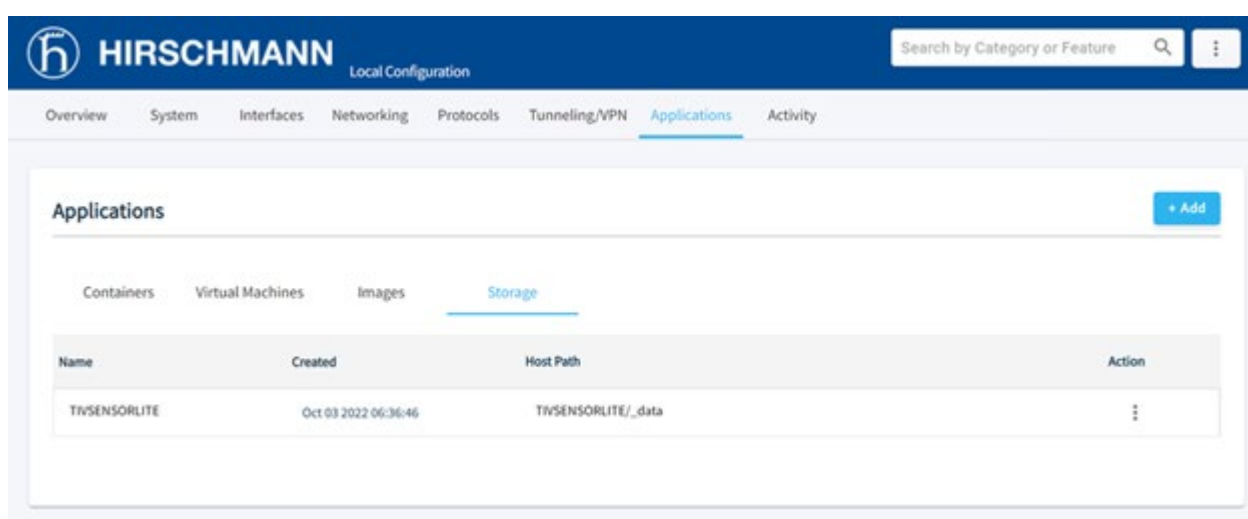 HIRSCHMANN
Local Configuration
Search by Category or Feature
Overview System Interfaces Networking Protocols Tunneling/VPN Applications Activity
Applications
+ Add
Containers Virtual Machines Images Storage
Name Created Host Path Action
TIVSENSORLITE Oct 03 2022 06:36:46 TIVSENSORLITE/_data